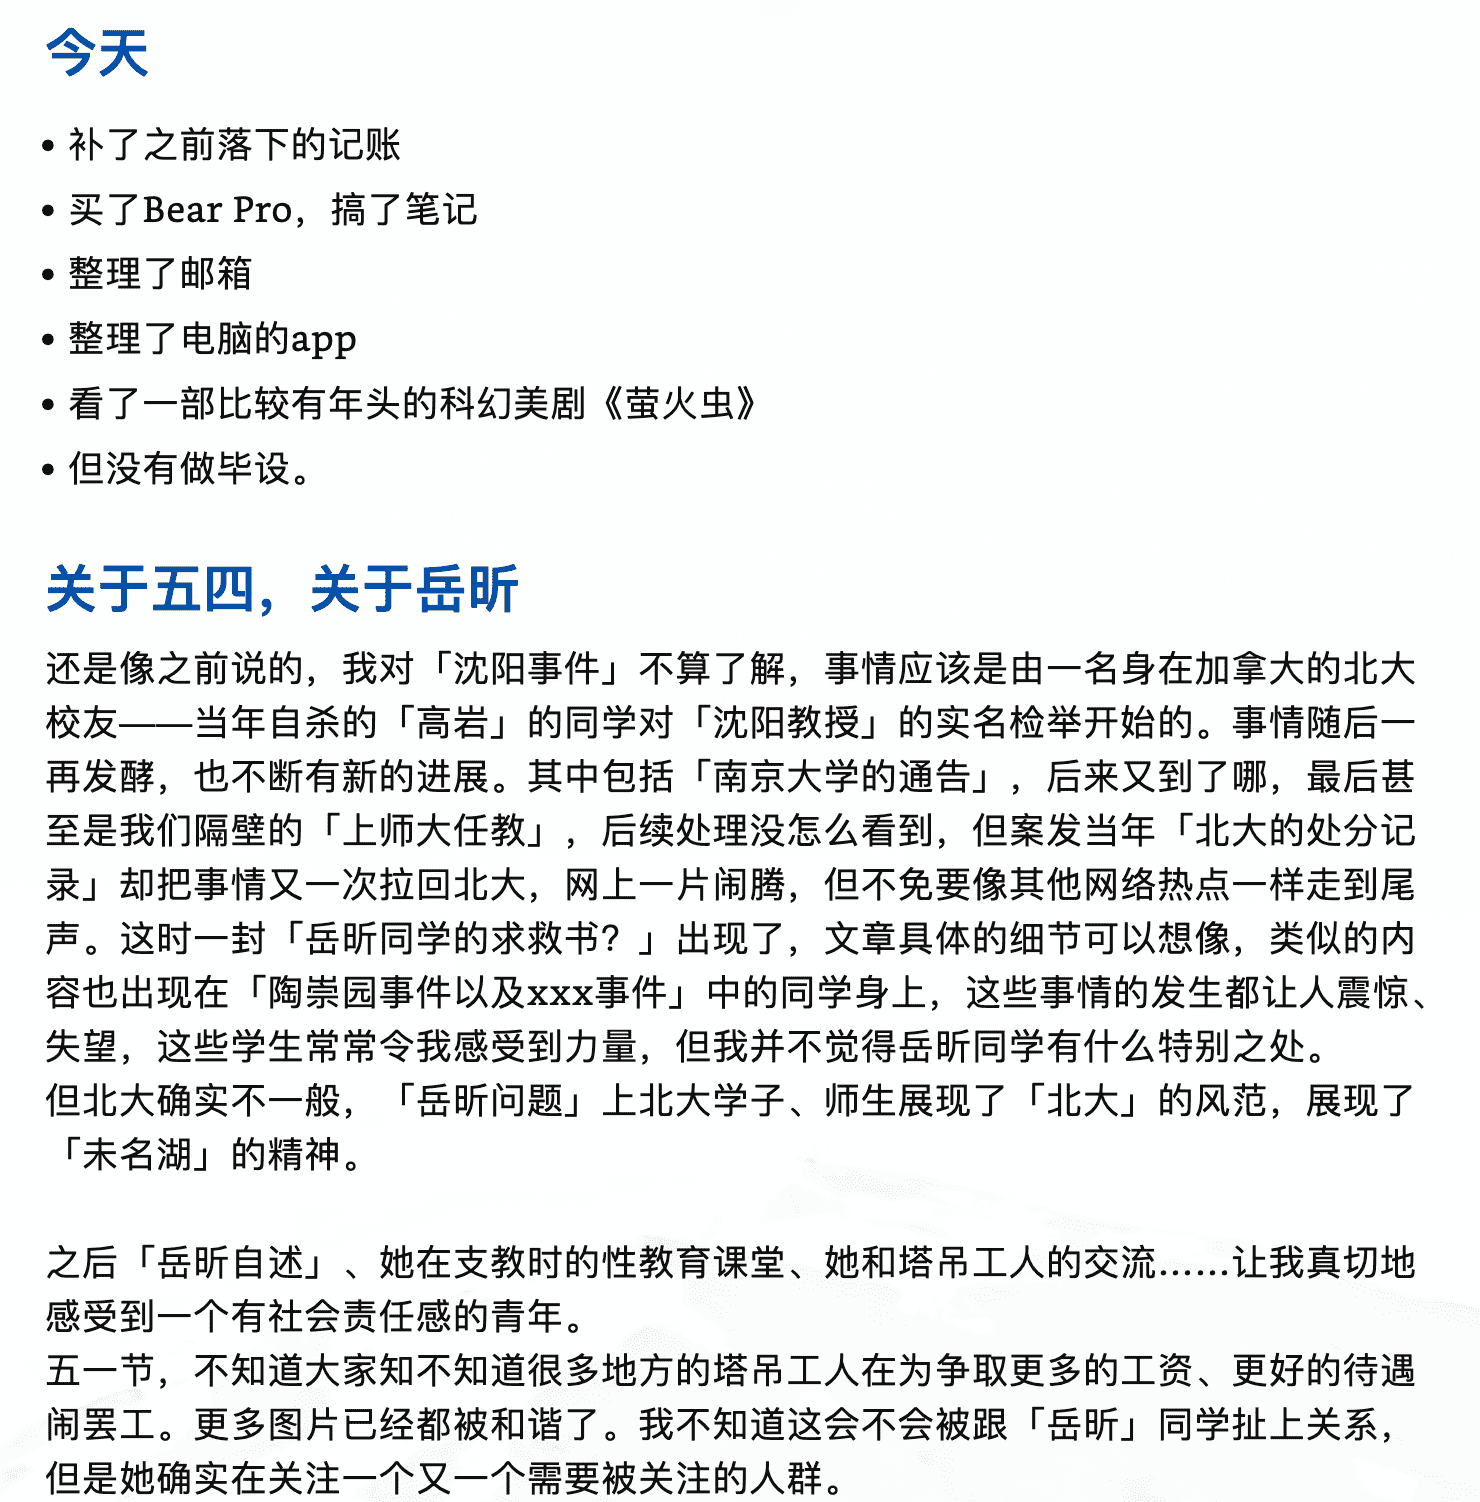 今天
• 补了之前落下的记账
• 买了Bear Pro，搞了笔记
• 整理了邮箱
• 整理了电脑的app
• 看了一部比较有年头的科幻美剧《萤火虫》
• 但没有做毕设。
关于五四，关于岳昕
还是像之前说的，我对「沈阳事件」不算了解，事情应该是由一名身在加拿大的北大
校友——当年自杀的「高岩」的同学对「沈阳教授」的实名检举开始的。事情随后一
再发酵，也不断有新的进展。其中包括「南京大学的通告」，后来又到了哪，最后甚
至是我们隔壁的「上师大任教」，后续处理没怎么看到，但案发当年「北大的处分记
录」却把事情又一次拉回北大，网上一片闹腾，但不免要像其他网络热点一样走到尾
声。这时一封「岳昕同学的求救书？」出现了，文章具体的细节可以想像，类似的内
容也出现在「陶崇园事件以及xxx事件」中的同学身上，这些事情的发生都让人震惊、
失望，这些学生常常令我感受到力量，但我并不觉得岳昕同学有什么特别之处。
但北大确实不一般，「岳昕问题」上北大学子、师生展现了「北大」的风范，展现了
「未名湖」的精神。
之后「岳昕自述」、她在支教时的性教育课堂、她和塔吊工人的交流……让我真切地
感受到一个有社会责任感的青年。
五一节，不知道大家知不知道很多地方的塔吊工人在为争取更多的工资、更好的待遇
闹罢工。更多图片已经都被和谐了。我不知道这会不会被跟「岳昕」同学扯上关系，
但是她确实在关注一个又一个需要被关注的人群。